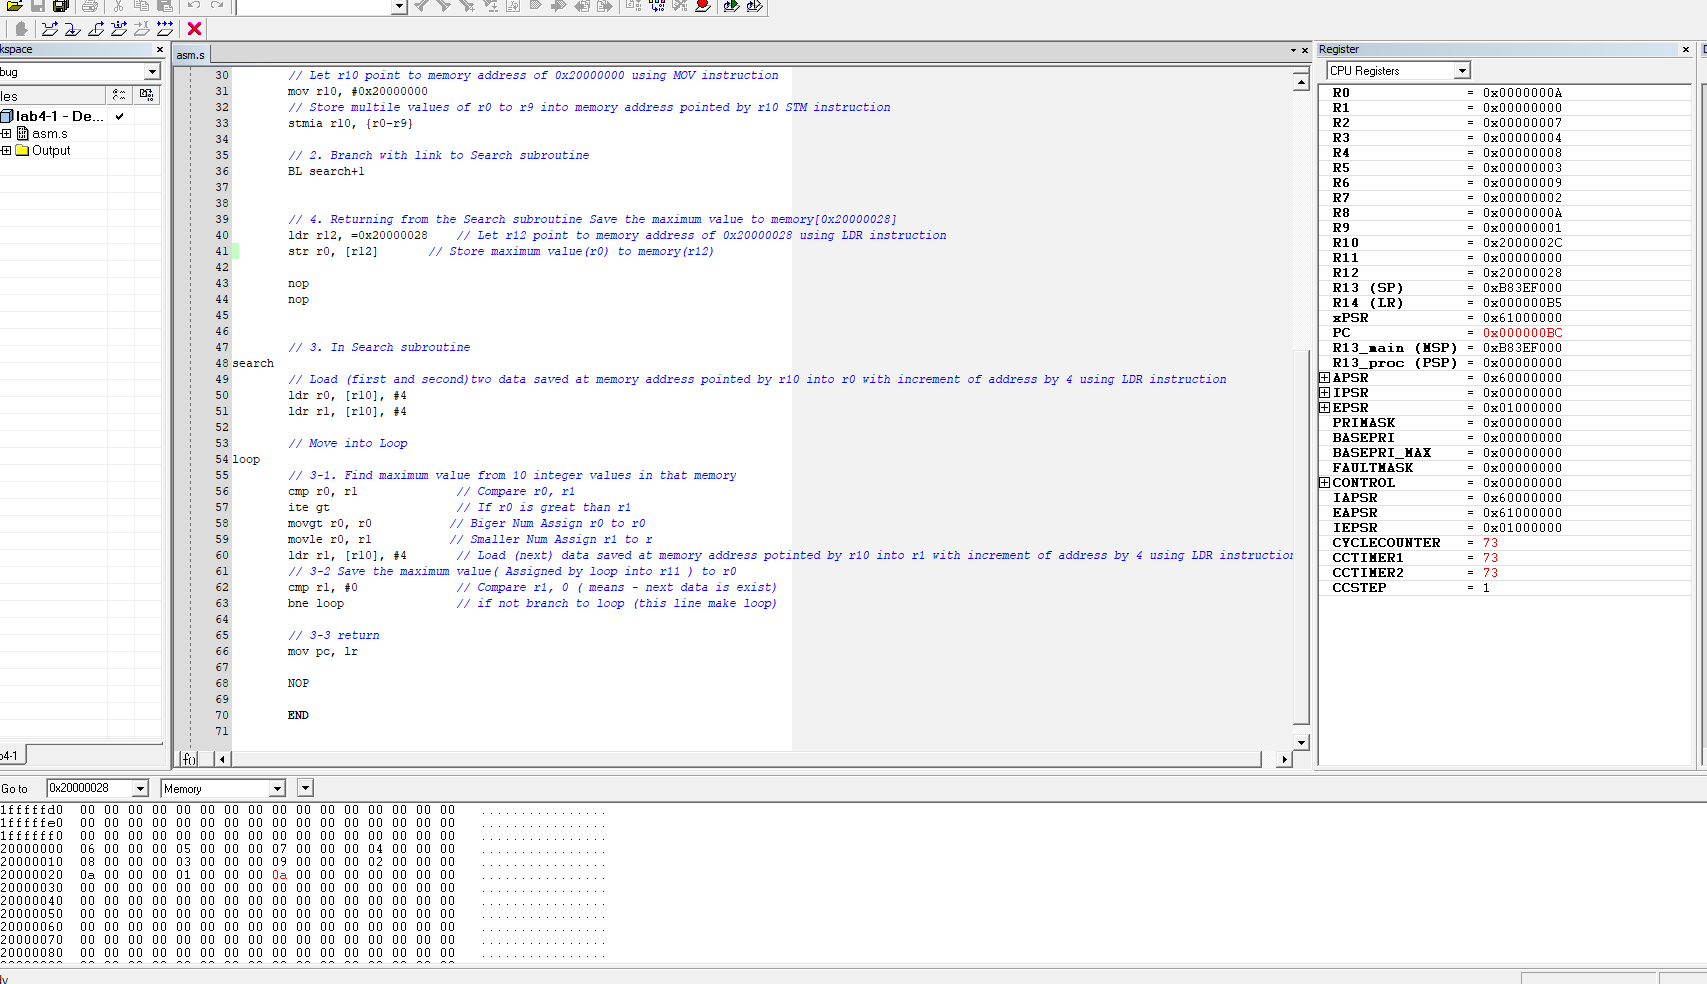 kspace
asm.s
Register
bug
CPU Registers
les
lab4-1 - De...
asm.s
Output
b4-1
30 // Let r10 point to memory address of 0x20000000 using MOV instruction
31 mov r10, #0x20000000
32 // Store multile values of r0 to r9 into memory address pointed by r10 STM instruction
33 stmia r10, {r0-r9}
34
35 // 2. Branch with link to Search subroutine
36 BL search+1
37
38
39 // 4. Returning from the Search subroutine Save the maximum value to memory[0x20000028]
40 ldr r12, =0x20000028 // Let r12 point to memory address of 0x20000028 using LDR instruction
41 str r0, [r12] // Store maximum value(r0) to memory(r12)
42
43 nop
44 nop
45
46
47 // 3. In Search subroutine
48 search
49 // Load (first and second)two data saved at memory address pointed by r10 into r0 with increment of address by 4 using LDR instruction
50 ldr r0, [r10], #4
51 ldr r1, [r10], #4
52
53 // Move into Loop
54 loop
55 // 3-1. Find maximum value from 10 integer values in that memory
56 cmp r0, r1 // Compare r0, r1
57 ite gt // If r0 is great than r1
58 movgt r0, r0 // Biger Num Assign r0 to r0
59 movle r0, r1 // Smaller Num Assign r1 to r
60 ldr r1, [r10], #4 // Load (next) data saved at memory address potinted by r10 into r1 with increment of address by 4 using LDR instruction
61 // 3-2 Save the maximum value( Assigned by loop into r11 ) to r0
62 cmp r1, #0 // Compare r1, 0 ( means - next data is exist)
63 bne loop // if not branch to loop (this line make loop)
64
65 // 3-3 return
66 mov pc, lr
67
68 NOP
69
70 END
71
f()
R0 = 0x0000000A
R1 = 0x00000000
R2 = 0x00000007
R3 = 0x00000004
R4 = 0x00000008
R5 = 0x00000003
R6 = 0x00000009
R7 = 0x00000002
R8 = 0x0000000A
R9 = 0x00000001
R10 = 0x2000002C
R11 = 0x00000000
R12 = 0x20000028
R13 (SP) = 0xB83EF000
R14 (LR) = 0x000000B5
xPSR = 0x61000000
PC = 0x000000BC
R13_main (MSP) = 0xB83EF000
R13_proc (PSP) = 0x00000000
APSR = 0x60000000
IPSR = 0x00000000
EPSR = 0x01000000
PRIMASK = 0x00000000
BASEPRI = 0x00000000
BASEPRI_MAX = 0x00000000
FAULTMASK = 0x00000000
CONTROL = 0x00000000
IAPSR = 0x60000000
EAPSR = 0x61000000
IEPSR = 0x01000000
CYCLECOUNTER = 73
CCTIMER1 = 73
CCTIMER2 = 73
CCSTEP = 1
Go to 0x20000028 Memory
1fffffd0 00 00 00 00 00 00 00 00 00 00 00 00 00 00 00 00 ................
1fffffe0 00 00 00 00 00 00 00 00 00 00 00 00 00 00 00 00 ................
1ffffff0 00 00 00 00 00 00 00 00 00 00 00 00 00 00 00 00 ................
20000000 06 00 00 00 05 00 00 00 07 00 00 00 04 00 00 00 ................
20000010 08 00 00 00 03 00 00 00 09 00 00 00 02 00 00 00 ................
20000020 0a 00 00 00 01 00 00 00 0a 00 00 00 00 00 00 00 ................
20000030 00 00 00 00 00 00 00 00 00 00 00 00 00 00 00 00 ................
20000040 00 00 00 00 00 00 00 00 00 00 00 00 00 00 00 00 ................
20000050 00 00 00 00 00 00 00 00 00 00 00 00 00 00 00 00 ................
20000060 00 00 00 00 00 00 00 00 00 00 00 00 00 00 00 00 ................
20000070 00 00 00 00 00 00 00 00 00 00 00 00 00 00 00 00 ................
20000080 00 00 00 00 00 00 00 00 00 00 00 00 00 00 00 00 ................